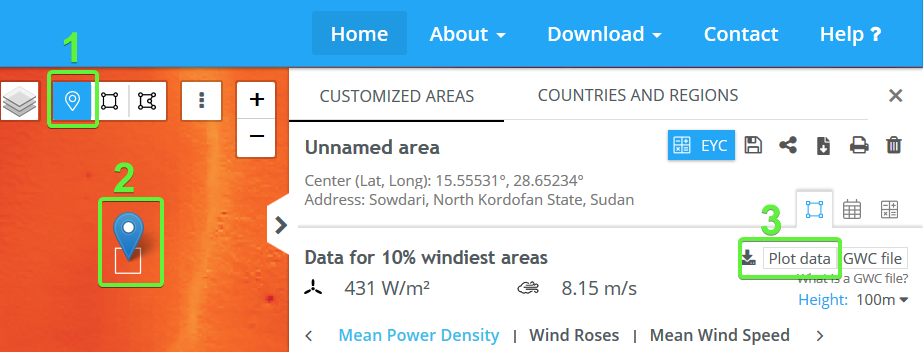 1
Home About Download Contact Help ?
+
−
CUSTOMIZED AREAS COUNTRIES AND REGIONS ×
Unnamed area EYC
Center (Lat, Long): 15.55531°, 28.65234°
Address: Sowdari, North Kordofan State, Sudan
2
3
Data for 10% windiest areas Plot data GWC file
What is a GWC file?
431 W/m² 8.15 m/s Height: 100m
< Mean Power Density | Wind Roses | Mean Wind Speed >